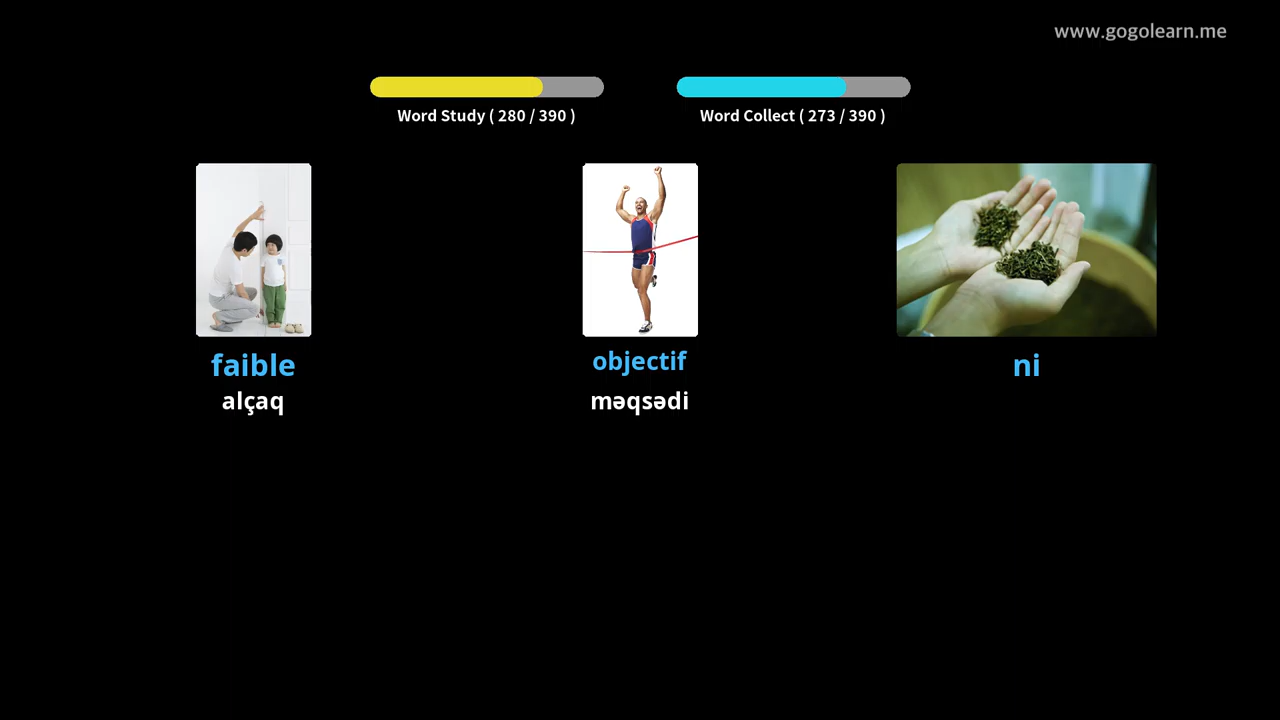 www.gogolearn.me
Word Study ( 280 / 390 )
Word Collect ( 273 / 390 )
faible
alçaq
objectif
məqsədi
ni